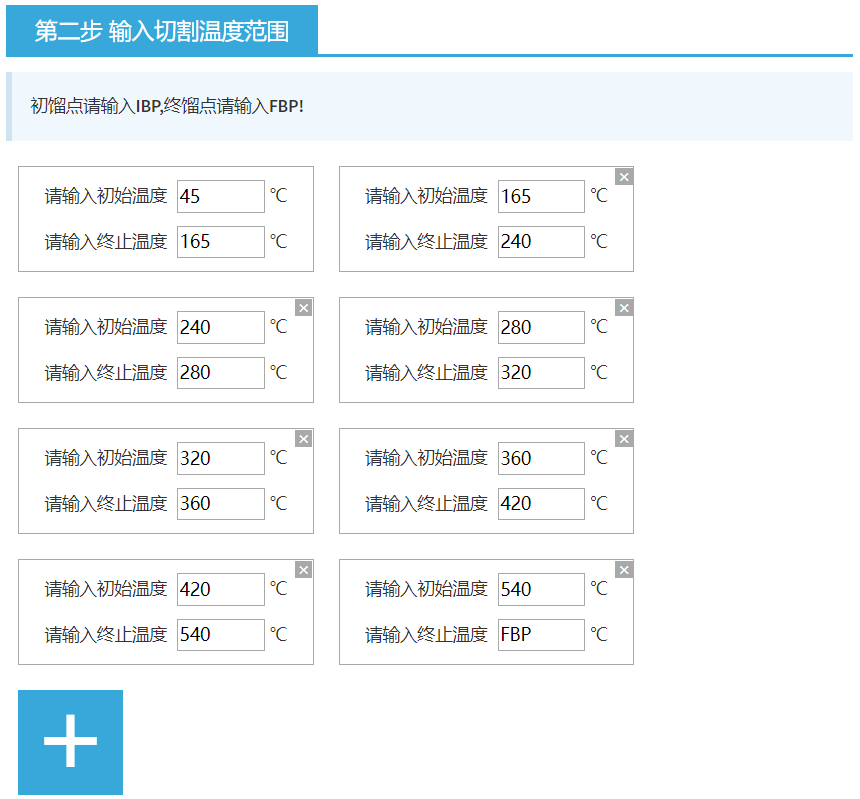 第二步 输入切割温度范围
初馏点请输入IBP,终馏点请输入FBP!
请输入初始温度 45 ℃
请输入终止温度 165 ℃
请输入初始温度 165 ℃
请输入终止温度 240 ℃
请输入初始温度 240 ℃
请输入终止温度 280 ℃
请输入初始温度 280 ℃
请输入终止温度 320 ℃
请输入初始温度 320 ℃
请输入终止温度 360 ℃
请输入初始温度 360 ℃
请输入终止温度 420 ℃
请输入初始温度 420 ℃
请输入终止温度 540 ℃
请输入初始温度 540 ℃
请输入终止温度 FBP ℃